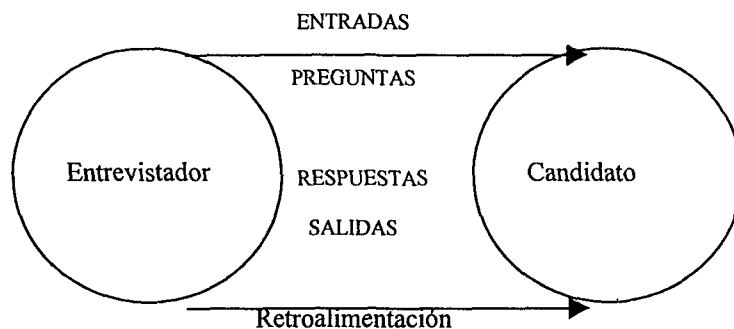 ENTRADAS
PREGUNTAS
Entrevistador
RESPUESTAS
Candidato
SALIDAS
Retroalimentación